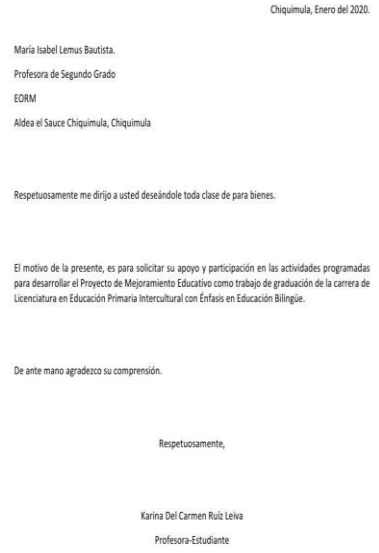 Chiquimula, Enero del 2020.
María Isabel Lemus Bautista.
Profesora de Segundo Grado
EORM
Aldea el Sauce Chiquimula, Chiquimula
Respetuosamente me dirijo a usted deseándole toda clase de para bienes.
El motivo de la presente, es para solicitar su apoyo y participación en las actividades programadas
para desarrollar el Proyecto de Mejoramiento Educativo como trabajo de graduación de la carrera de
Licenciatura en Educación Primaria Intercultural con Énfasis en Educación Bilingüe.
De ante mano agradezco su comprensión.
Respetuosamente,
Karina Del Carmen Ruíz Leiva
Profesora-Estudiante